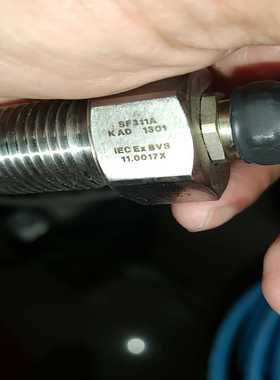 SF311A
KAD 1301
IEC Ex BVS
11.0017X